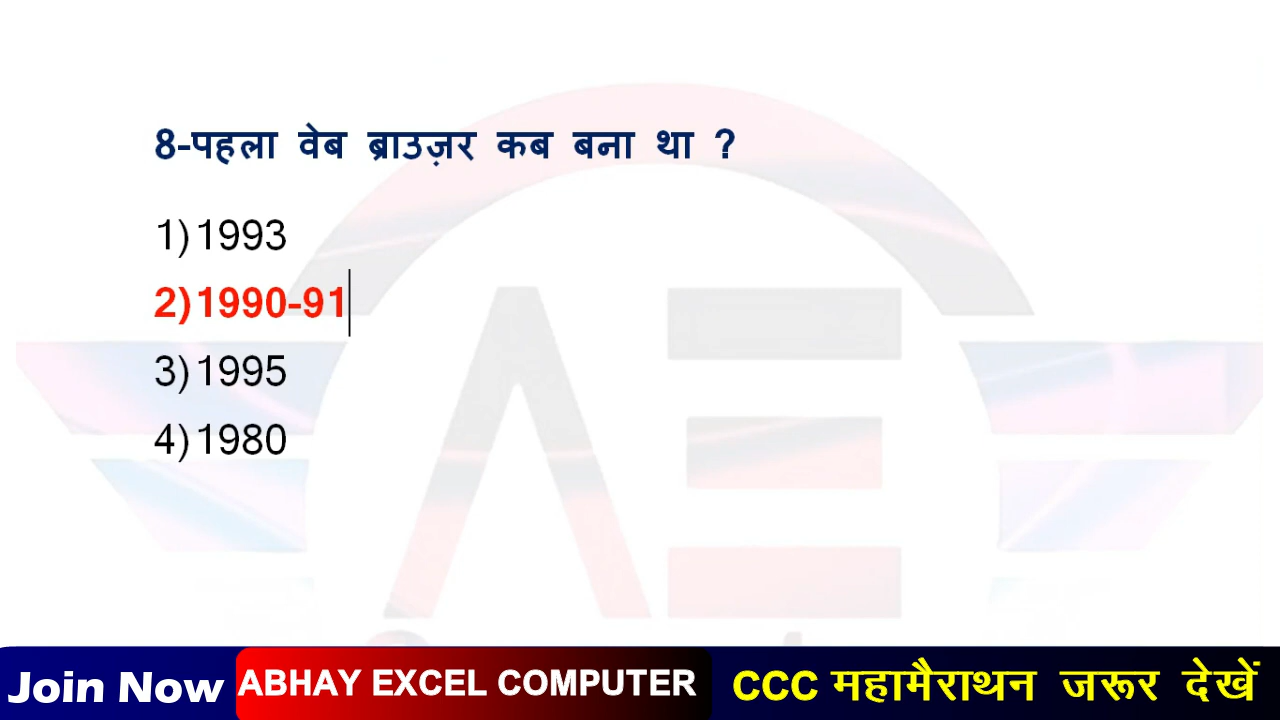 8-पहला वेब ब्राउज़र कब बना था ?
1) 1993
2) 1990-91
3) 1995
4) 1980
Join Now ABHAY EXCEL COMPUTER CCC महामैराथन जरूर देखें